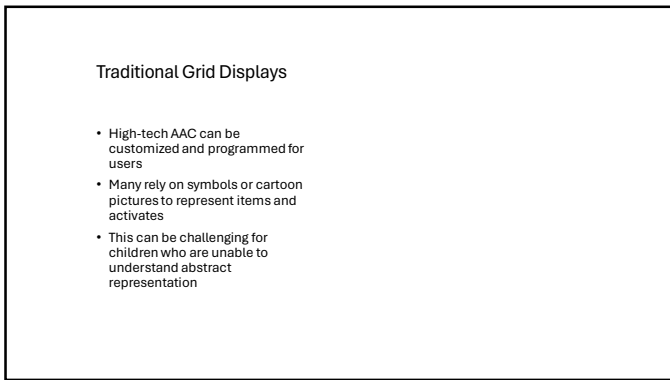 Traditional Grid Displays
• High-tech AAC can be
customized and programmed for
users
• Many rely on symbols or cartoon
pictures to represent items and
activates
• This can be challenging for
children who are unable to
understand abstract
representation